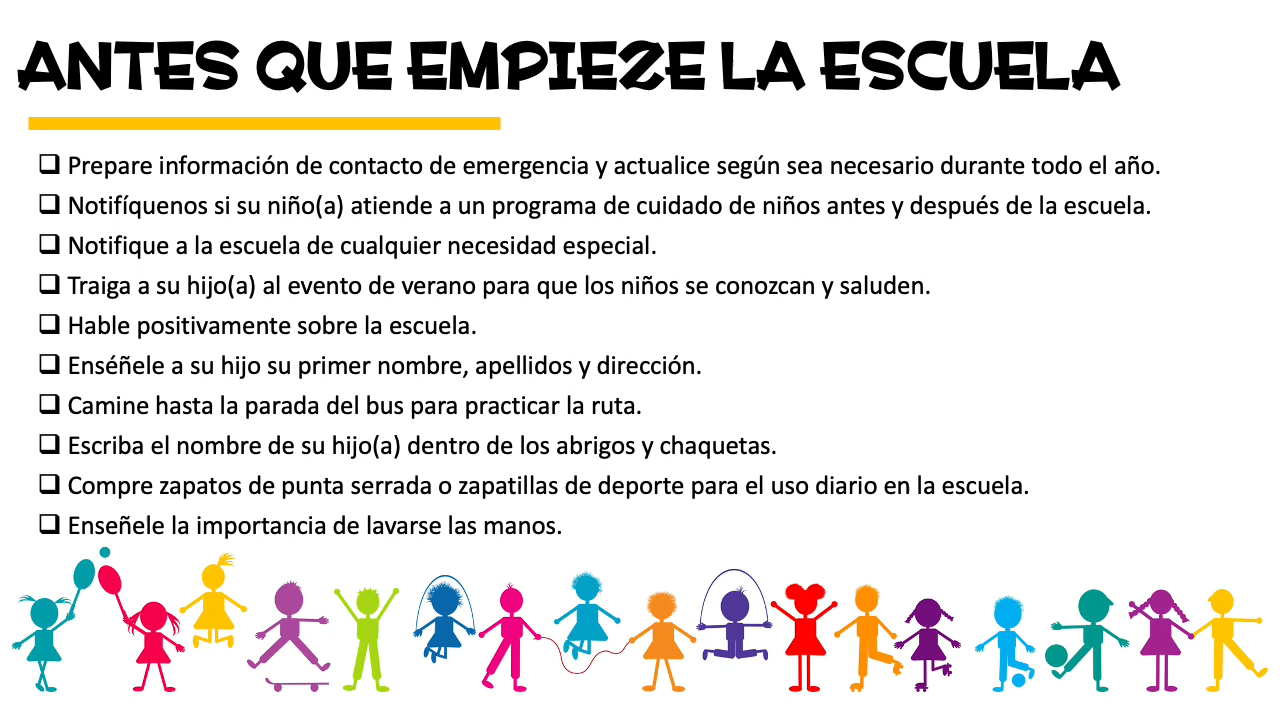 ANTES QUE EMPIEZE LA ESCUELA
❑ Prepare información de contacto de emergencia y actualice según sea necesario durante todo el año.
❑ Notifíquenos si su niño(a) atiende a un programa de cuidado de niños antes y después de la escuela.
❑ Notifique a la escuela de cualquier necesidad especial.
❑ Traiga a su hijo(a) al evento de verano para que los niños se conozcan y saluden.
❑ Hable positivamente sobre la escuela.
❑ Enséñele a su hijo su primer nombre, apellidos y dirección.
❑ Camine hasta la parada del bus para practicar la ruta.
❑ Escriba el nombre de su hijo(a) dentro de los abrigos y chaquetas.
❑ Compre zapatos de punta serrada o zapatillas de deporte para el uso diario en la escuela.
❑ Enseñele la importancia de lavarse las manos.